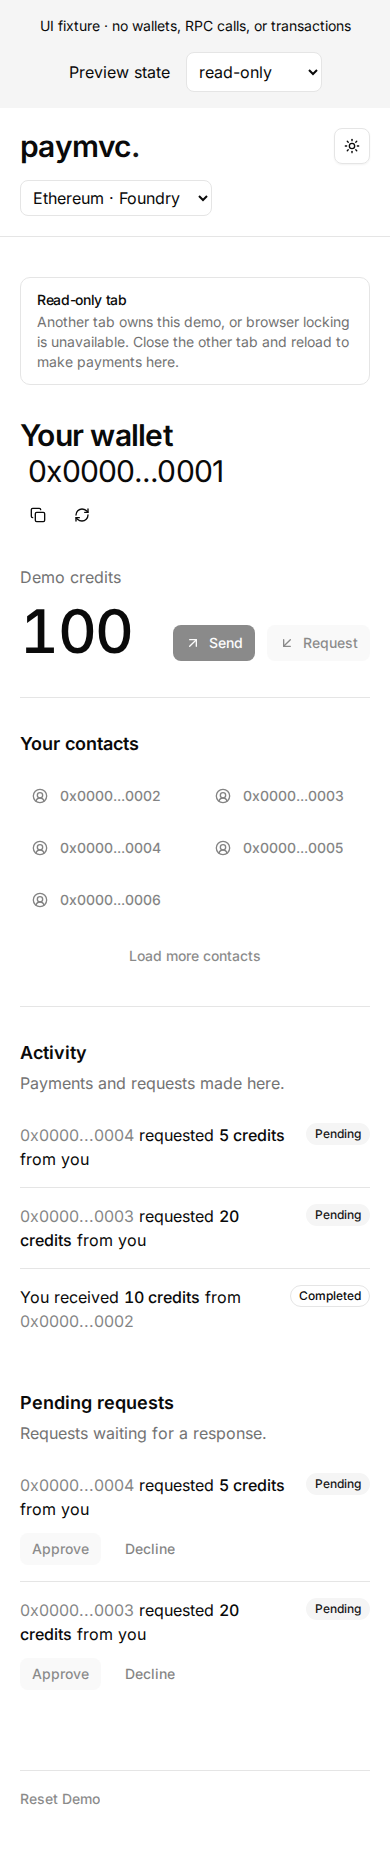 UI fixture · no wallets, RPC calls, or transactions
Preview state read-only
paymvc.
Ethereum · Foundry
Read-only tab
Another tab owns this demo, or browser locking
is unavailable. Close the other tab and reload to
make payments here.
Your wallet
0x0000...0001
Demo credits
100 Send Request
Your contacts
0x0000...0002 0x0000...0003
0x0000...0004 0x0000...0005
0x0000...0006
Load more contacts
Activity
Payments and requests made here.
0x0000...0004 requested 5 credits Pending
from you
0x0000...0003 requested 20 Pending
credits from you
You received 10 credits from Completed
0x0000...0002
Pending requests
Requests waiting for a response.
0x0000...0004 requested 5 credits Pending
from you
Approve Decline
0x0000...0003 requested 20 Pending
credits from you
Approve Decline
Reset Demo